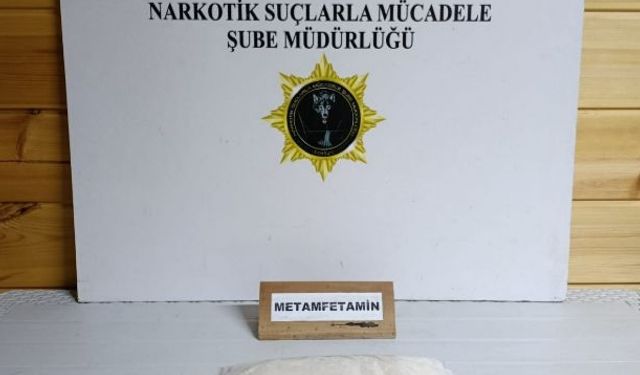 NARKOTİK SUÇLARLA MÜCADELE
ŞUBE MÜDÜRLÜĞÜ
METAMFETAMİN